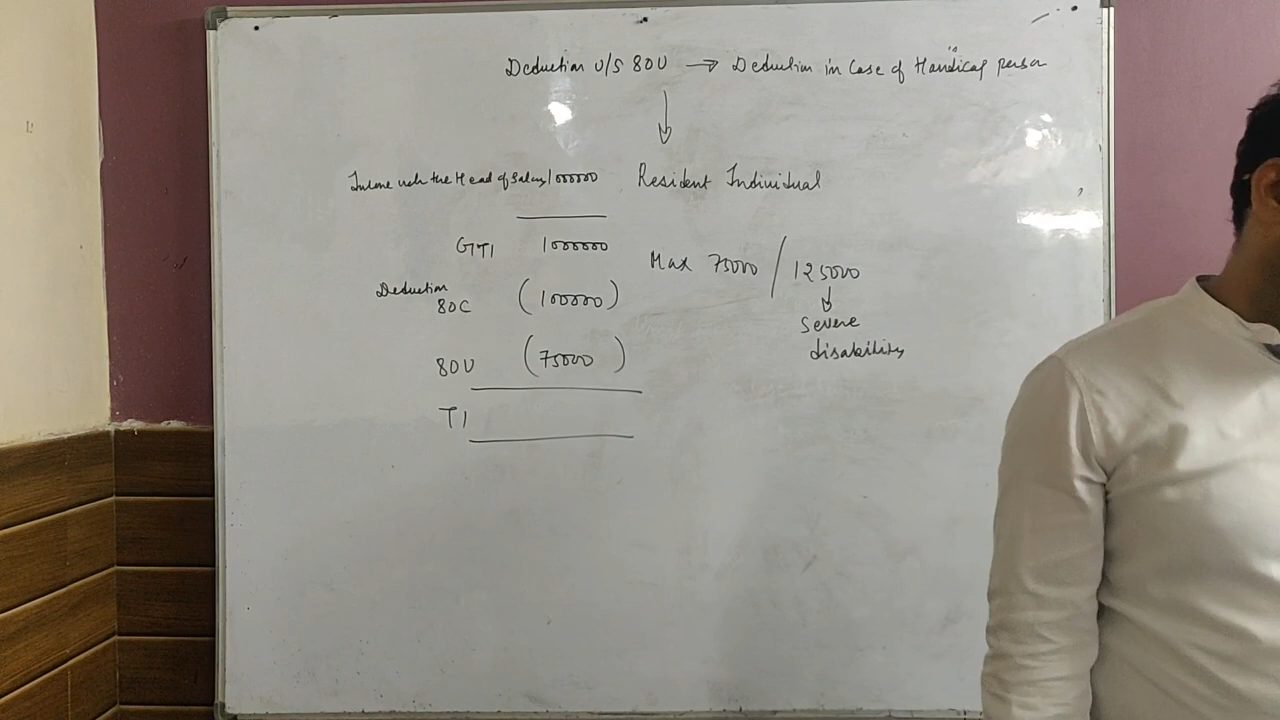 Deduction U/S 80U → Deduction in Case of Handicap person
↓
Income under the Head of Salary 1000000
Resident Individual
GTI 1000000
Max 75000 / 125000
↓
Severe
disability
Deduction
80C (100000)
80U (75000)
TI